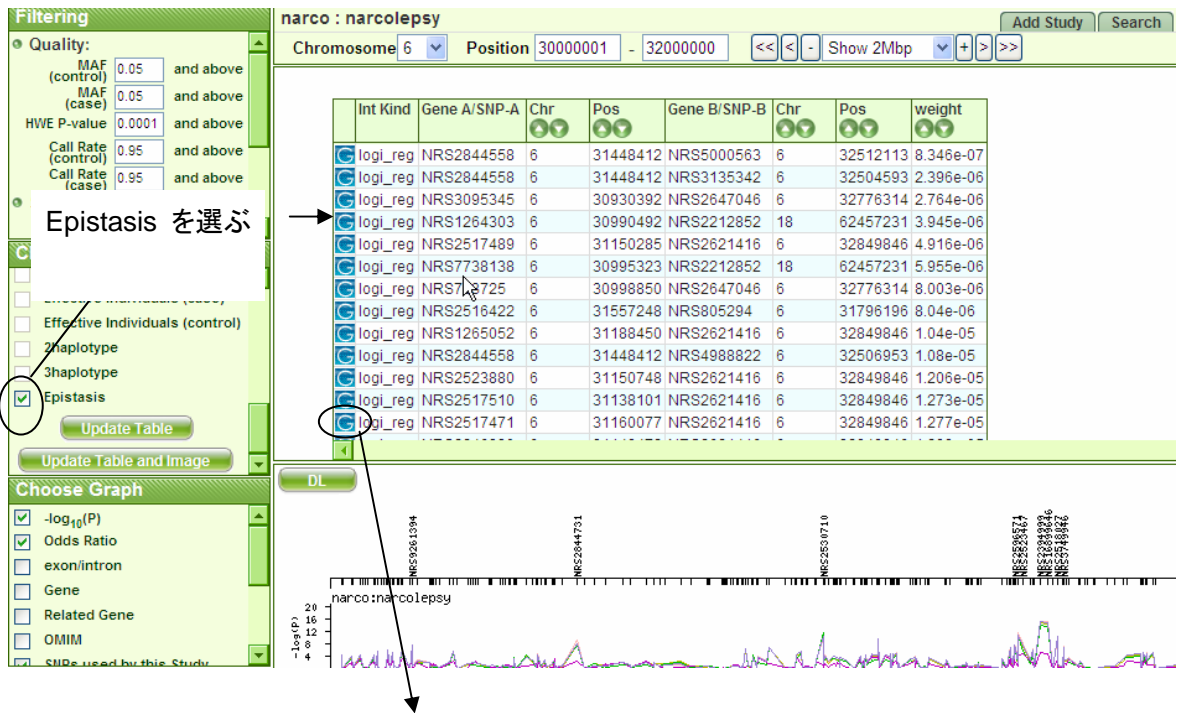 Filtering
Quality:
MAF (control) 0.05 and above
MAF (case) 0.05 and above
HWE P-value 0.0001 and above
Call Rate (control) 0.95 and above
Call Rate (case) 0.95 and above
Epistasis を選ぶ
Effective Individuals (control)
2haplotype
3haplotype
Epistasis
Update Table
Update Table and Image
Choose Graph
-log10(P)
Odds Ratio
exon/intron
Gene
Related Gene
OMIM
SNPs used by this Study
narco : narcolepsy
Add Study Search
Chromosome 6 Position 30000001 - 32000000 << < - Show 2Mbp + > >>
Int Kind Gene A/SNP-A Chr Pos Gene B/SNP-B Chr Pos weight
G logi_reg NRS2844558 6 31448412 NRS5000563 6 32512113 8.346e-07
G logi_reg NRS2844558 6 31448412 NRS3135342 6 32504593 2.396e-06
G logi_reg NRS3095345 6 30930392 NRS2647046 6 32776314 2.764e-06
G logi_reg NRS1264303 6 30990492 NRS2212852 18 62457231 3.945e-06
G logi_reg NRS2517489 6 31150285 NRS2621416 6 32849846 4.916e-06
G logi_reg NRS7738138 6 30995323 NRS2212852 18 62457231 5.955e-06
G logi_reg 6 30998850 NRS2647046 6 32776314 8.003e-06
G logi_reg NRS2516422 6 31557248 NRS805294 6 31796196 8.04e-06
G logi_reg NRS1265052 6 31188450 NRS2621416 6 32849846 1.04e-05
G logi_reg NRS2844558 6 31448412 NRS4988822 6 32506953 1.08e-05
G logi_reg NRS2523880 6 31150748 NRS2621416 6 32849846 1.206e-05
G logi_reg NRS2517510 6 31138101 NRS2621416 6 32849846 1.273e-05
G logi_reg NRS2517471 6 31160077 NRS2621416 6 32849846 1.277e-05
DL
NRS9261394
NRS2844731
NRS2530710
NRS2523467
NRS2394999
NRS3749946
narco:narcolepsy
-log(P)
20
16
12
8
4